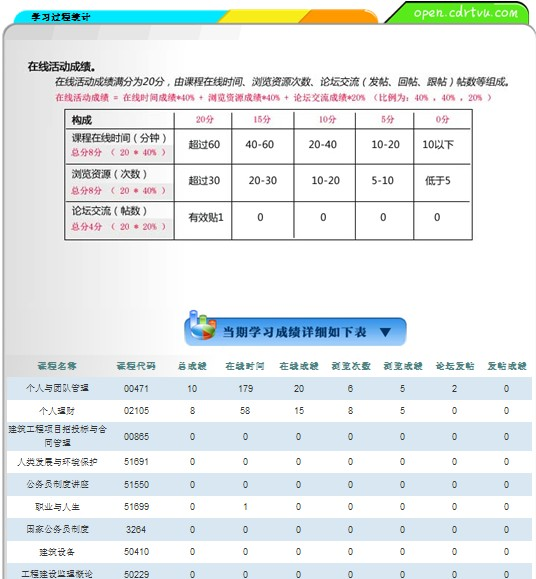 学习过程统计
open.cdrtvu.com
在线活动成绩。
在线活动成绩满分为20分，由课程在线时间、浏览资源次数、论坛交流（发帖、回帖、跟帖）帖数等组成。
在线活动成绩 = 在线时间成绩*40% + 浏览资源成绩*40% + 论坛交流成绩*20% （比例为：40% ，40% ，20% ）
构成 20分 15分 10分 5分 0分
课程在线时间（分钟）
总分8分 （ 20 * 40% ） 超过60 40-60 20-40 10-20 10以下
浏览资源（次数）
总分8分 （ 20 * 40% ） 超过30 20-30 10-20 5-10 低于5
论坛交流（帖数）
总分4分 （ 20 * 20% ） 有效贴1 0 0 0 0
当期学习成绩详细如下表 ▼
课程名称 课程代码 总成绩 在线时间 在线成绩 浏览次数 浏览成绩 论坛发帖 发帖成绩
个人与团队管理 00471 10 179 20 6 5 2 0
个人理财 02105 8 58 15 8 5 0 0
建筑工程项目招投标与合
同管理 00865 0 0 0 0 0 0 0
人类发展与环境保护 51691 0 0 0 0 0 0 0
公务员制度讲座 51550 0 0 0 0 0 0 0
职业与人生 51699 0 1 0 0 0 0 0
国家公务员制度 3264 0 0 0 0 0 0 0
建筑设备 50410 0 0 0 0 0 0 0
工程建设监理概论 50229 0 0 0 0 0 0 0